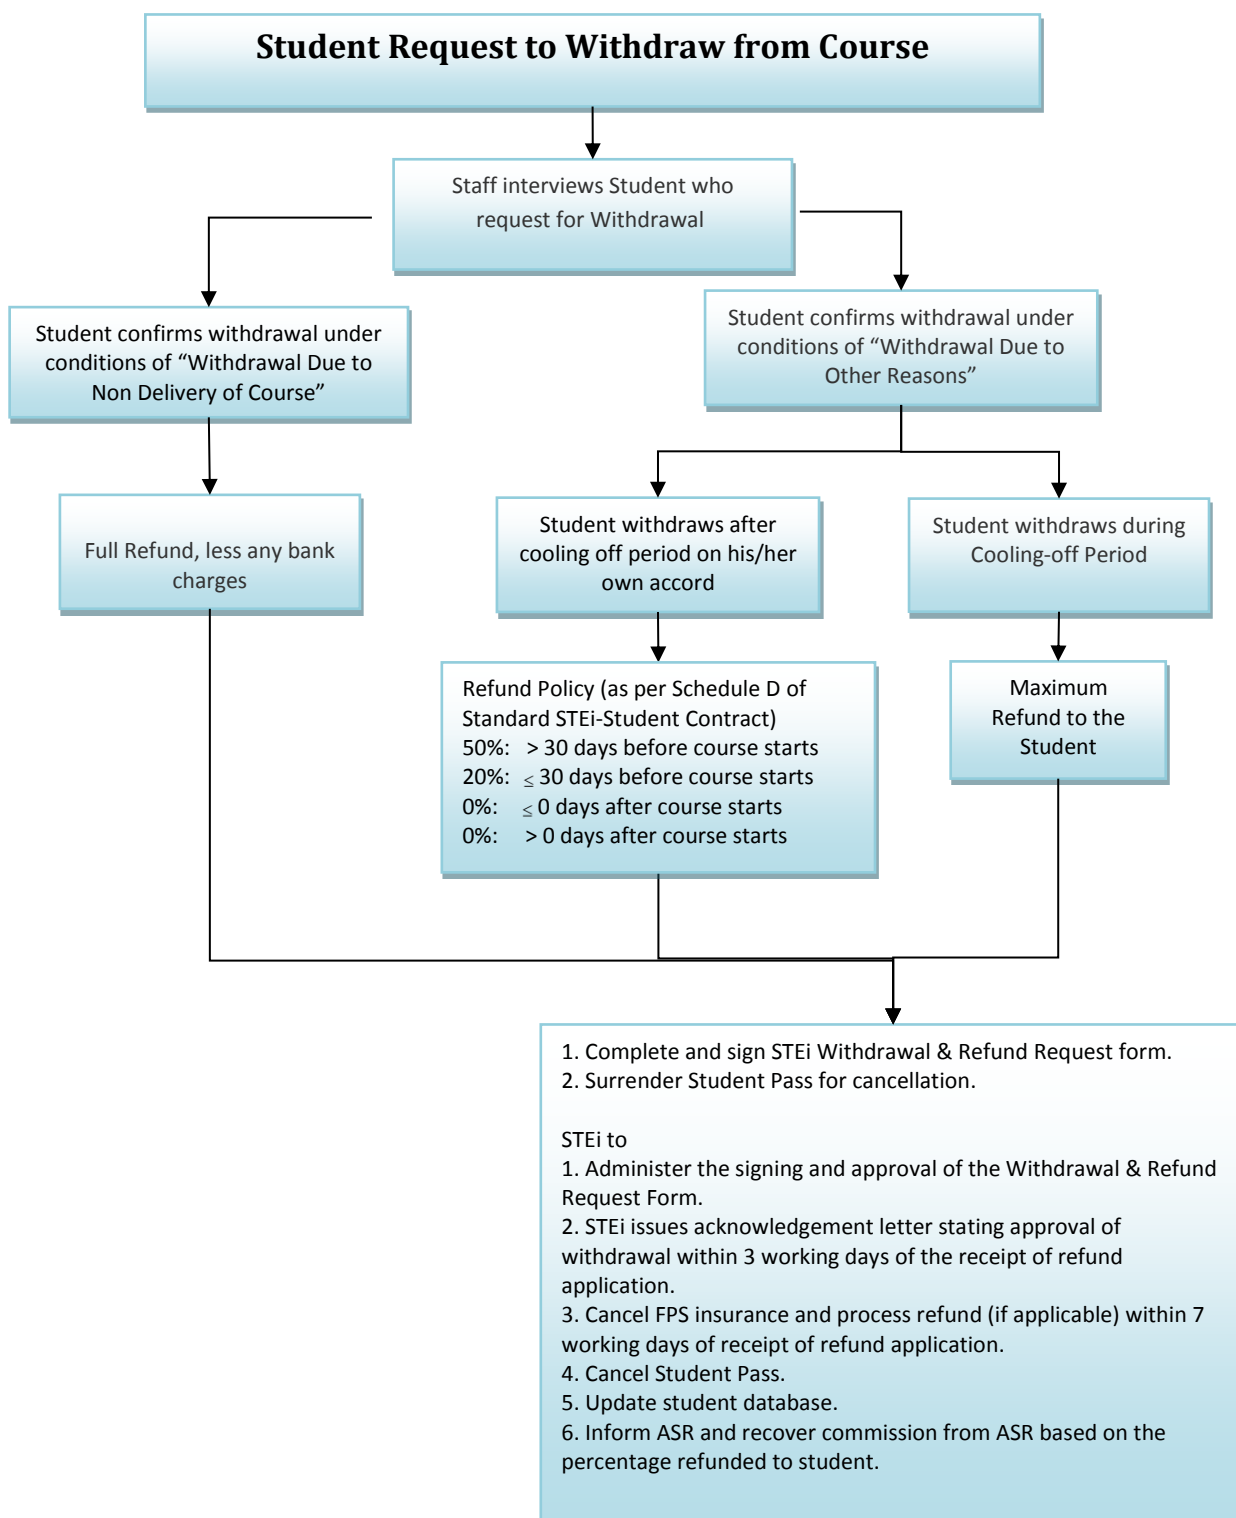 Student Request to Withdraw from Course
Staff interviews Student who
request for Withdrawal
Student confirms withdrawal under
conditions of “Withdrawal Due to
Non Delivery of Course”
Student confirms withdrawal under
conditions of “Withdrawal Due to
Other Reasons”
Full Refund, less any bank
charges
Student withdraws after
cooling off period on his/her
own accord
Student withdraws during
Cooling-off Period
Refund Policy (as per Schedule D of
Standard STEi-Student Contract)
50%: > 30 days before course starts
20%: ≤ 30 days before course starts
0%: ≤ 0 days after course starts
0%: > 0 days after course starts
Maximum
Refund to the
Student
1. Complete and sign STEi Withdrawal & Refund Request form.
2. Surrender Student Pass for cancellation.
STEi to
1. Administer the signing and approval of the Withdrawal & Refund
Request Form.
2. STEi issues acknowledgement letter stating approval of
withdrawal within 3 working days of the receipt of refund
application.
3. Cancel FPS insurance and process refund (if applicable) within 7
working days of receipt of refund application.
4. Cancel Student Pass.
5. Update student database.
6. Inform ASR and recover commission from ASR based on the
percentage refunded to student.